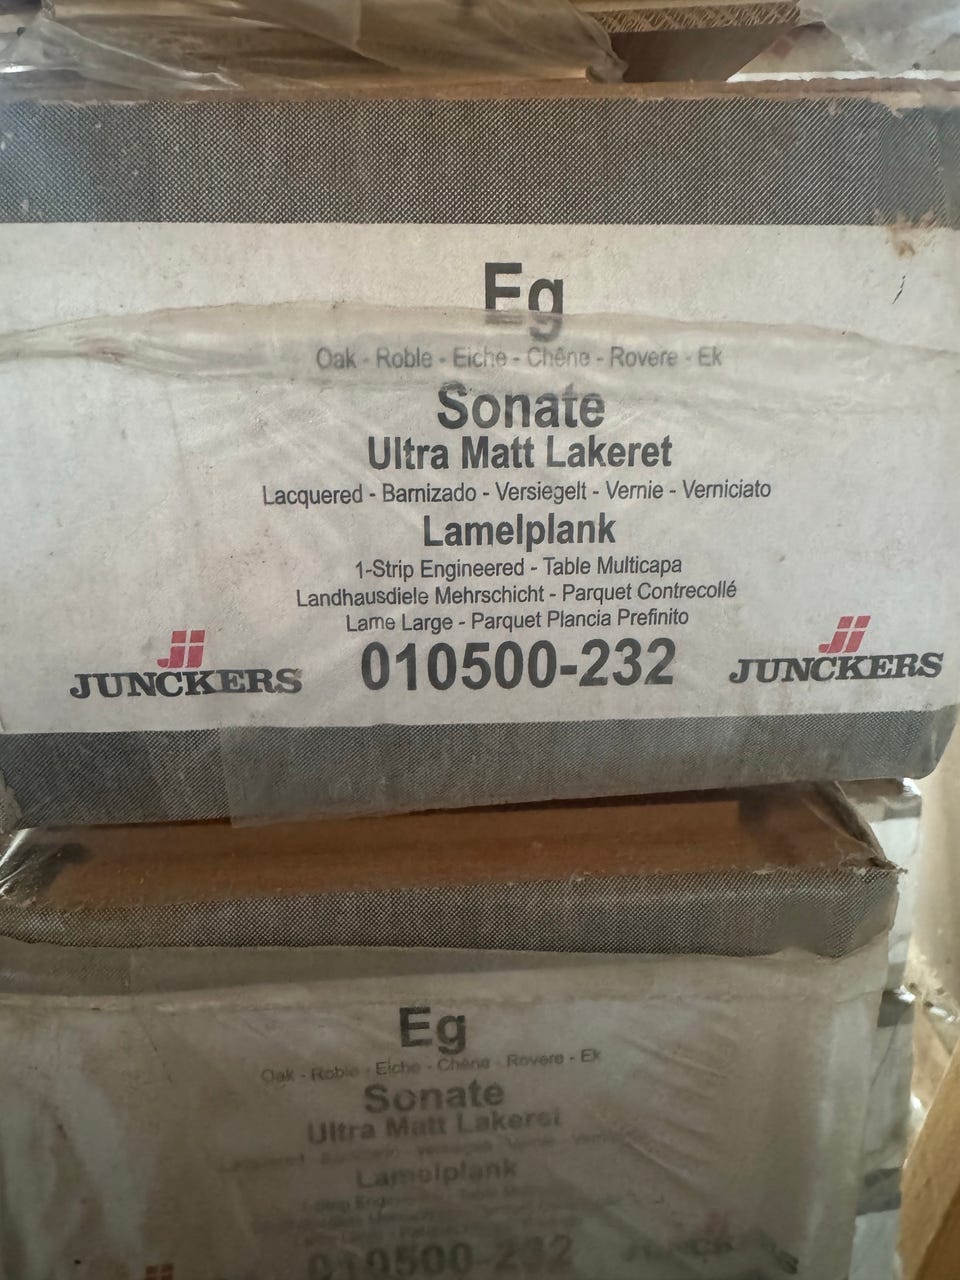 Eg
Oak - Roble - Eiche - Chêne - Rovere - Ek
Sonate
Ultra Matt Lakeret
Lacquered - Barnizado - Versiegelt - Vernie - Verniciato
Lamelplank
1-Strip Engineered - Table Multicapa
Landhausdiele Mehrschicht - Parquet Contrecollé
Lame Large - Parquet Plancia Prefinito
JUNCKERS 010500-232 JUNCKERS
Eg
Oak - Roble - Eiche - Chêne - Rovere - Ek
Sonate
Ultra Matt Lakeret
Lamelplank
010500-232